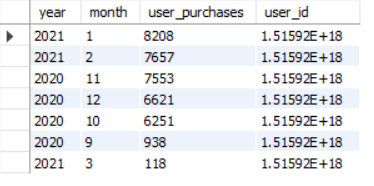 year month user_purchases user_id
2021 1 8208 1.51592E+18
2021 2 7657 1.51592E+18
2020 11 7553 1.51592E+18
2020 12 6621 1.51592E+18
2020 10 6251 1.51592E+18
2020 9 938 1.51592E+18
2021 3 118 1.51592E+18